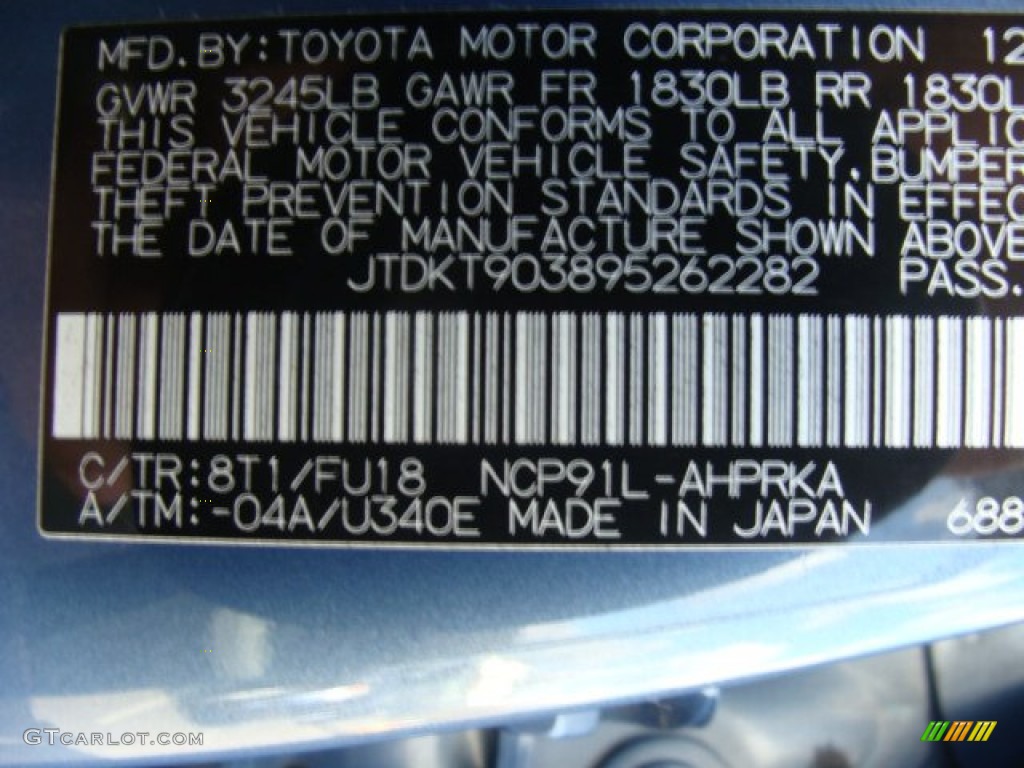 MFD. BY: TOYOTA MOTOR CORPORATION 12
GVWR 3245LB GAWR FR 1830LB RR 1830L
THIS VEHICLE CONFORMS TO ALL APPLIC
FEDERAL MOTOR VEHICLE SAFETY. BUMPER
THEFT PREVENTION STANDARDS IN EFFEC
THE DATE OF MANUFACTURE SHOWN ABOVE
JTDKT903895262282 PASS.
C/TR: 8T1/FU18 NCP91L-AHPRKA
A/TM: -04A/U340E MADE IN JAPAN 688
GTCARLOT.COM